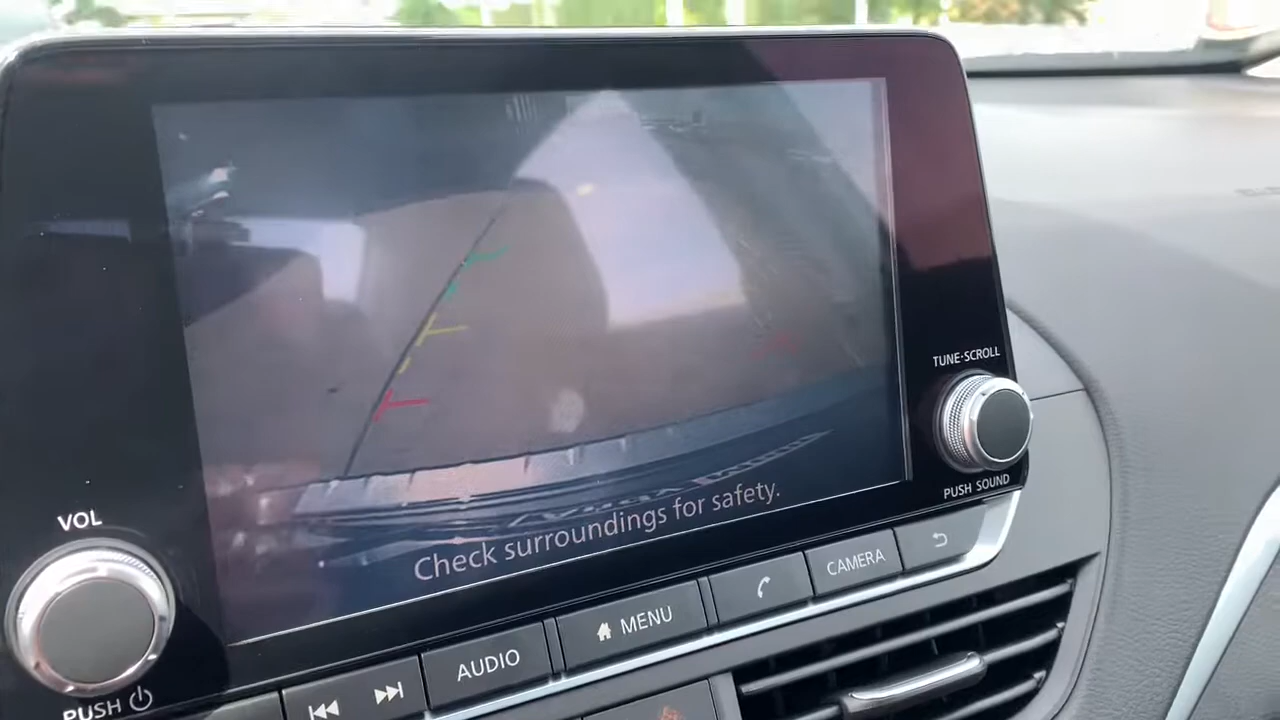 TUNE·SCROLL
PUSH SOUND
VOL
PUSH
Check surroundings for safety.
AUDIO
MENU
CAMERA